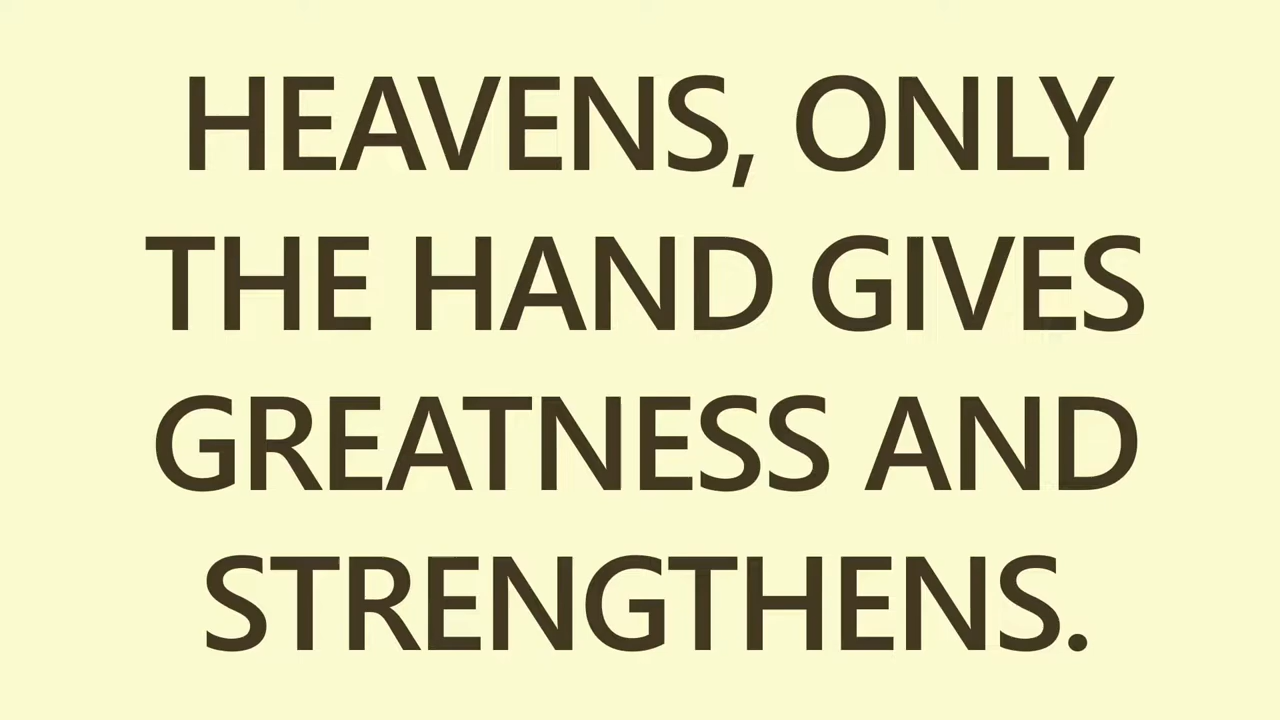 HEAVENS, ONLY
THE HAND GIVES
GREATNESS AND
STRENGTHENS.